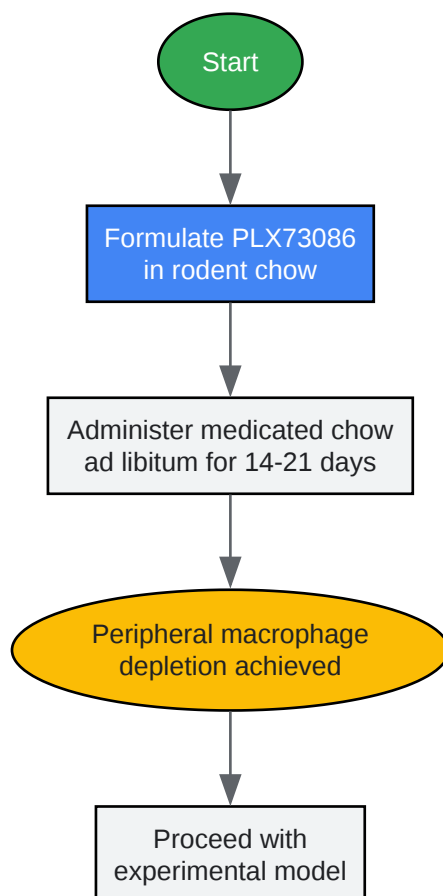 Start
Formulate PLX73086
in rodent chow
Administer medicated chow
ad libitum for 14-21 days
Peripheral macrophage
depletion achieved
Proceed with
experimental model